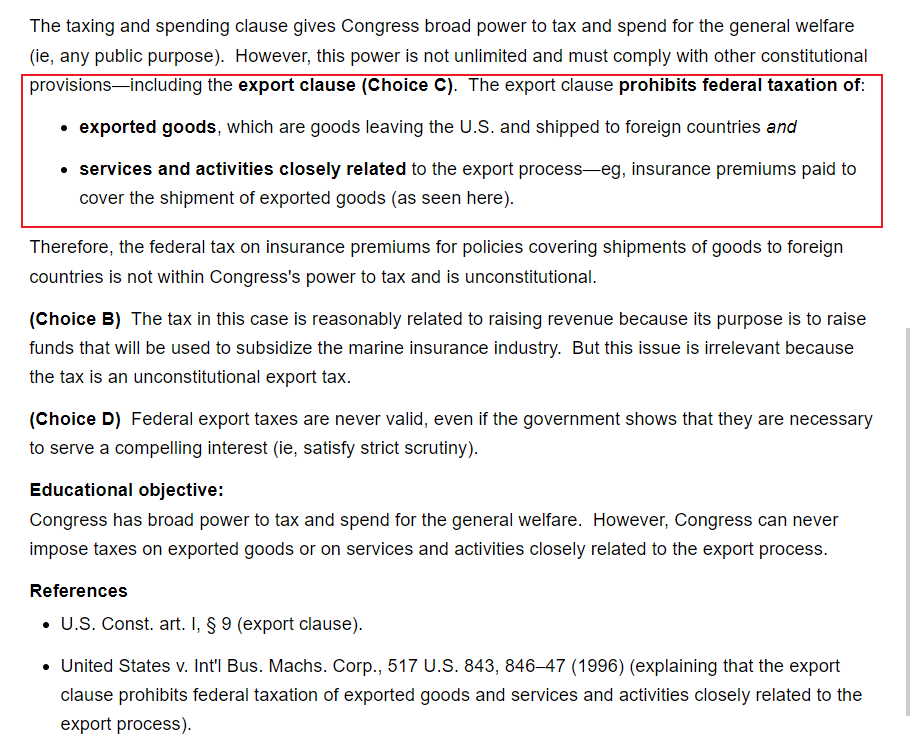 The taxing and spending clause gives Congress broad power to tax and spend for the general welfare
(ie, any public purpose).  However, this power is not unlimited and must comply with other constitutional
provisions—including the export clause (Choice C).  The export clause prohibits federal taxation of:
• exported goods, which are goods leaving the U.S. and shipped to foreign countries and
• services and activities closely related to the export process—eg, insurance premiums paid to
cover the shipment of exported goods (as seen here).
Therefore, the federal tax on insurance premiums for policies covering shipments of goods to foreign
countries is not within Congress's power to tax and is unconstitutional.
(Choice B)  The tax in this case is reasonably related to raising revenue because its purpose is to raise
funds that will be used to subsidize the marine insurance industry.  But this issue is irrelevant because
the tax is an unconstitutional export tax.
(Choice D)  Federal export taxes are never valid, even if the government shows that they are necessary
to serve a compelling interest (ie, satisfy strict scrutiny).
Educational objective:
Congress has broad power to tax and spend for the general welfare.  However, Congress can never
impose taxes on exported goods or on services and activities closely related to the export process.
References
• U.S. Const. art. I, § 9 (export clause).
• United States v. Int'l Bus. Machs. Corp., 517 U.S. 843, 846–47 (1996) (explaining that the export
clause prohibits federal taxation of exported goods and services and activities closely related to the
export process).